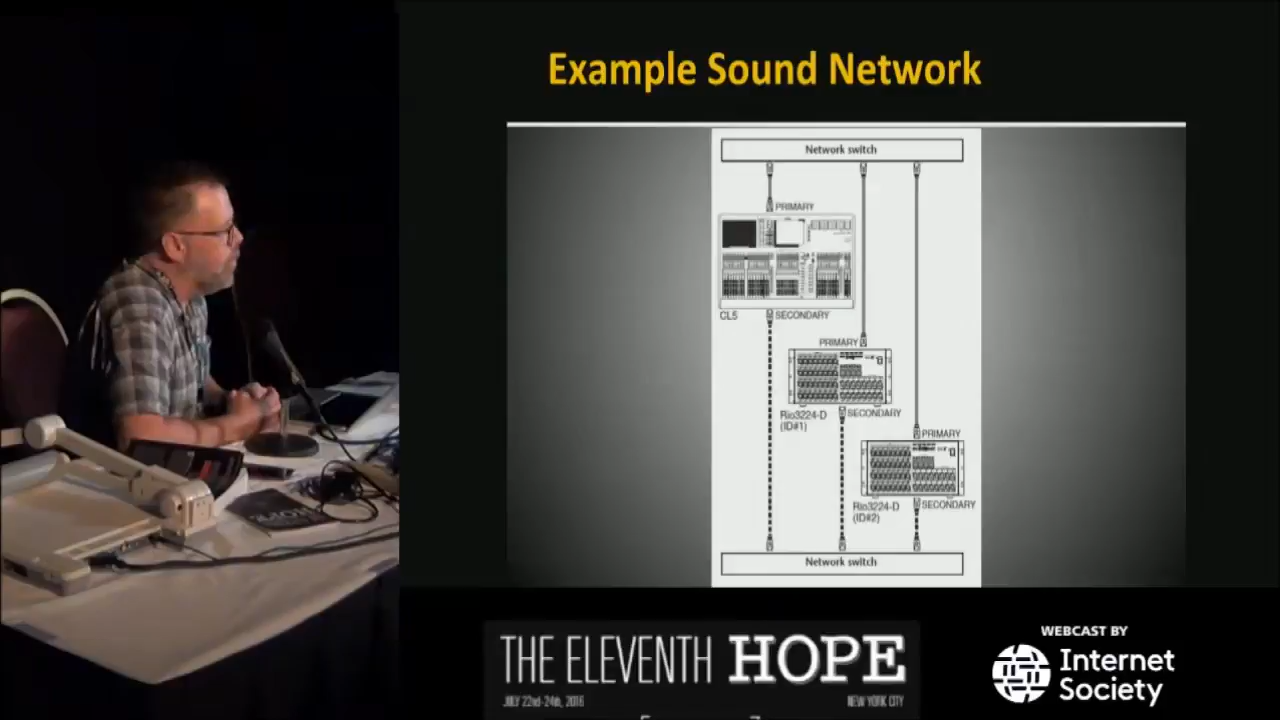 Example Sound Network
Network switch
PRIMARY
CL5
SECONDARY
PRIMARY
Rio3224-D
(ID#1)
SECONDARY
PRIMARY
Rio3224-D
(ID#2)
SECONDARY
Network switch
THE ELEVENTH HOPE
JULY 22nd-24th, 2016
NEW YORK CITY
WEBCAST BY
Internet
Society